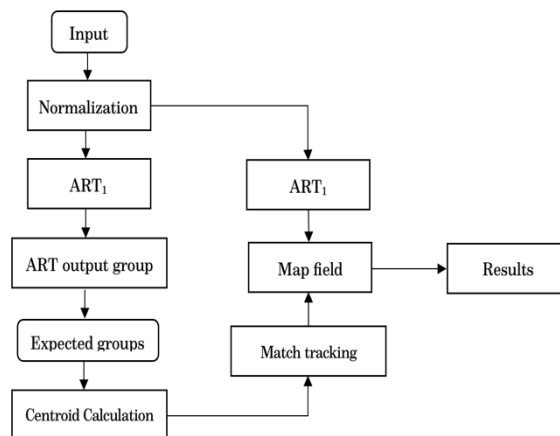 Input
Normalization
ART₁
ART₁
ART output group
Map field
Results
Expected groups
Match tracking
Centroid Calculation